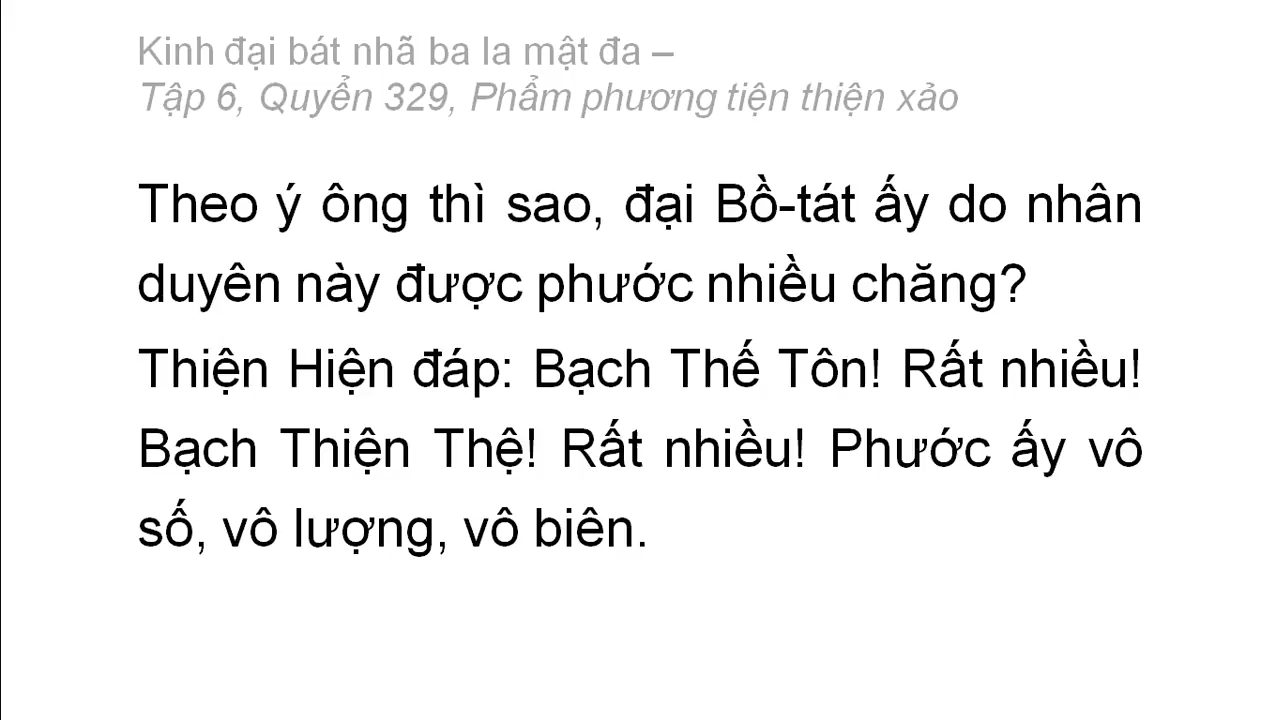 Kinh đại bát nhã ba la mật đa –
Tập 6, Quyển 329, Phẩm phương tiện thiện xảo
Theo ý ông thì sao, đại Bồ-tát ấy do nhân
duyên này được phước nhiều chăng?
Thiện Hiện đáp: Bạch Thế Tôn! Rất nhiều!
Bạch Thiện Thệ! Rất nhiều! Phước ấy vô
số, vô lượng, vô biên.